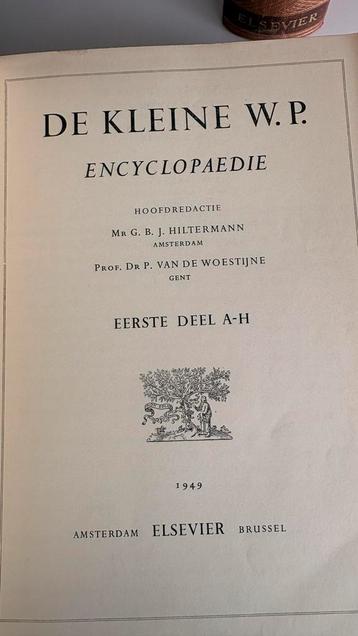 ELSEVIER
DE KLEINE W.P.
ENCYCLOPAEDIE
HOOFDREDACTIE
MR G. B. J. HILTERMANN
AMSTERDAM
PROF. DR P. VAN DE WOESTIJNE
GENT
EERSTE DEEL A-H
1949
AMSTERDAM ELSEVIER BRUSSEL